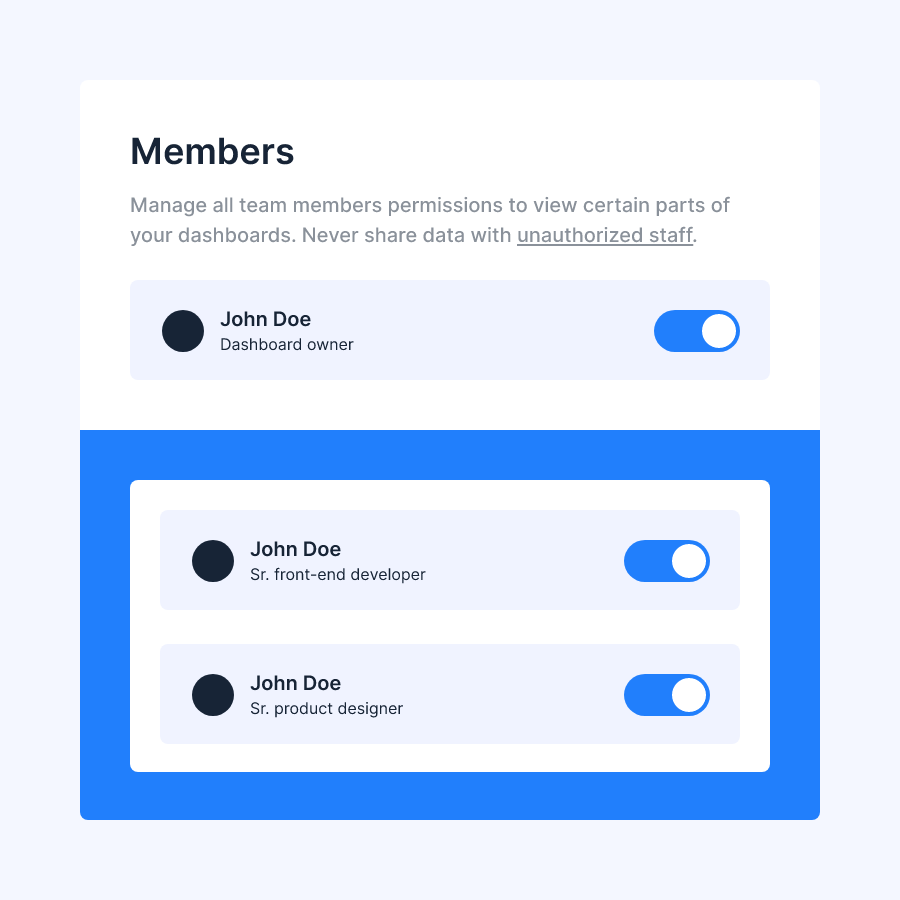 Members
Manage all team members permissions to view certain parts of
your dashboards. Never share data with unauthorized staff.
John Doe
Dashboard owner
John Doe
Sr. front-end developer
John Doe
Sr. product designer